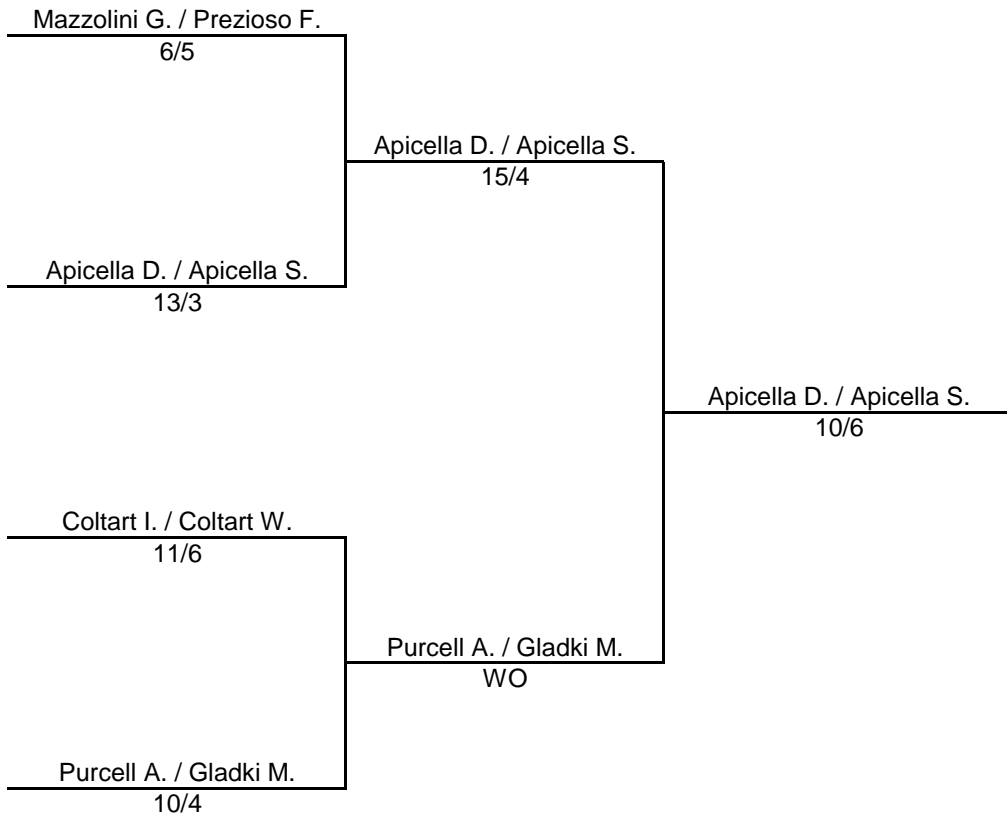 Mazzolini G. / Prezioso F.
6/5
Apicella D. / Apicella S.
15/4
Apicella D. / Apicella S.
13/3
Apicella D. / Apicella S.
10/6
Coltart I. / Coltart W.
11/6
Purcell A. / Gladki M.
WO
Purcell A. / Gladki M.
10/4